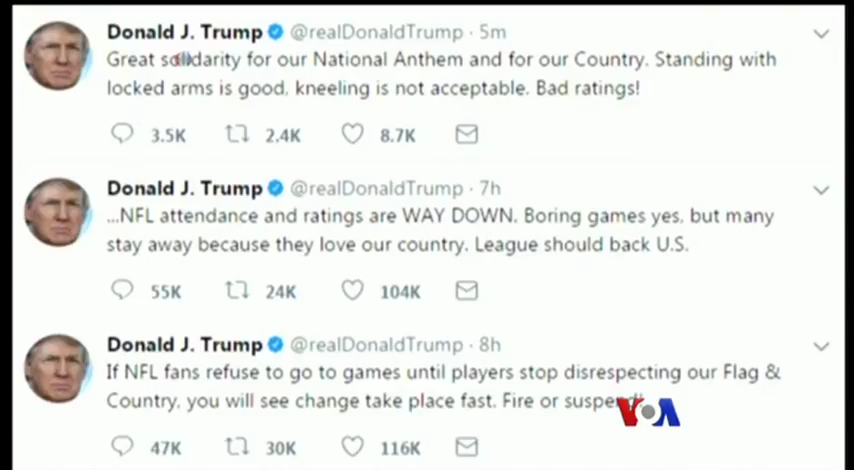 Donald J. Trump @realDonaldTrump · 5m
Great solidarity for our National Anthem and for our Country. Standing with
locked arms is good, kneeling is not acceptable. Bad ratings!
3.5K 2.4K 8.7K
Donald J. Trump @realDonaldTrump · 7h
...NFL attendance and ratings are WAY DOWN. Boring games yes, but many
stay away because they love our country. League should back U.S.
55K 24K 104K
Donald J. Trump @realDonaldTrump · 8h
If NFL fans refuse to go to games until players stop disrespecting our Flag &
Country, you will see change take place fast. Fire or suspend!
VOA
47K 30K 116K